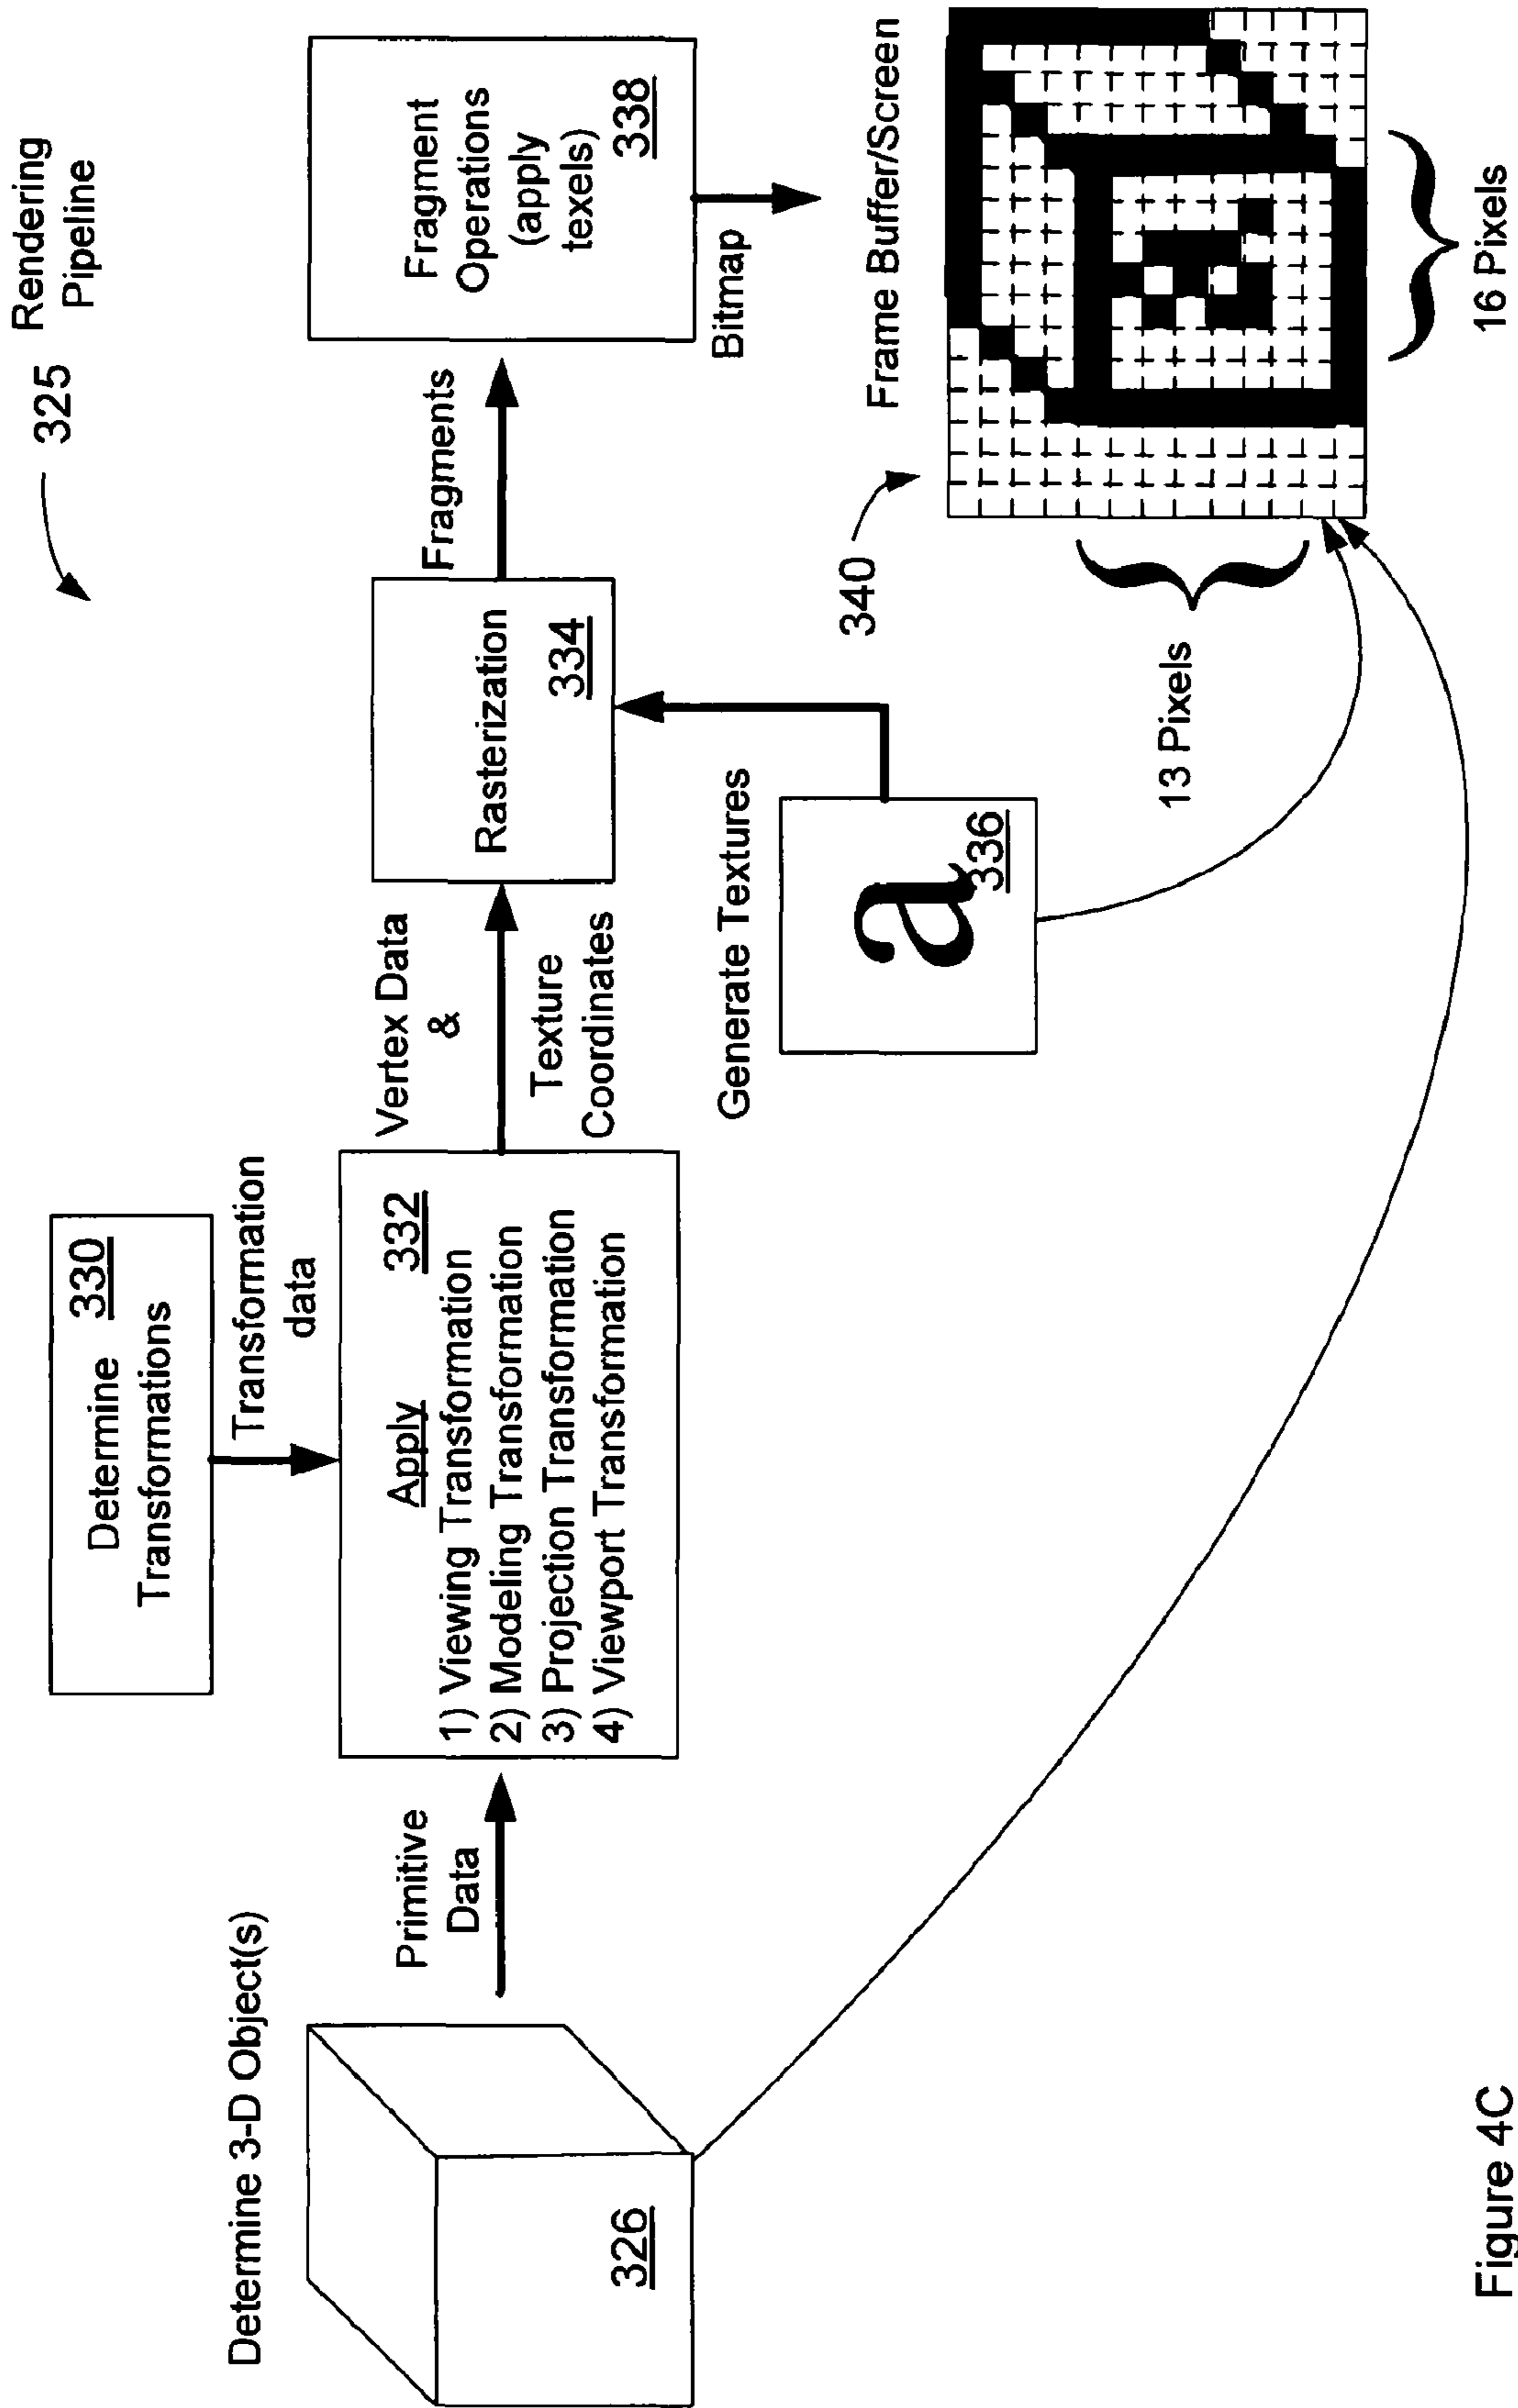 325 Rendering
Pipeline
Determine 3-D Object(s)
326
Primitive
Data
Determine 330
Transformations
Transformation
data
Apply 332
1) Viewing Transformation
2) Modeling Transformation
3) Projection Transformation
4) Viewport Transformation
Vertex Data
&
Texture
Coordinates
Rasterization
334
Generate Textures
a
336
Fragments
Fragment
Operations
(apply
texels)
338
Bitmap
Frame Buffer/Screen
340
13 Pixels
16 Pixels
Figure 4C